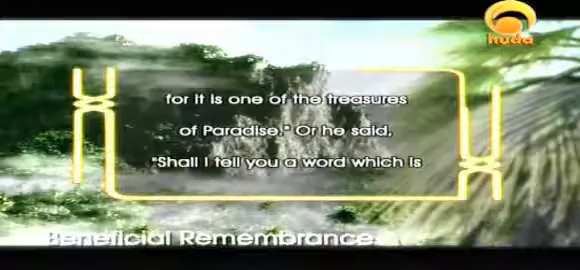 huda
for it is one of the treasures
of Paradise." Or he said,
"Shall I tell you a word which is
Beneficial Remembrance